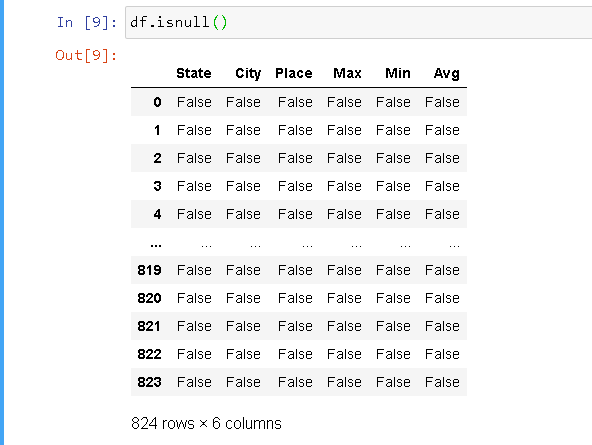 In [9]: df.isnull()
Out[9]:
State City Place Max Min Avg
0 False False False False False False
1 False False False False False False
2 False False False False False False
3 False False False False False False
4 False False False False False False
... ... ... ... ... ... ...
819 False False False False False False
820 False False False False False False
821 False False False False False False
822 False False False False False False
823 False False False False False False
824 rows × 6 columns